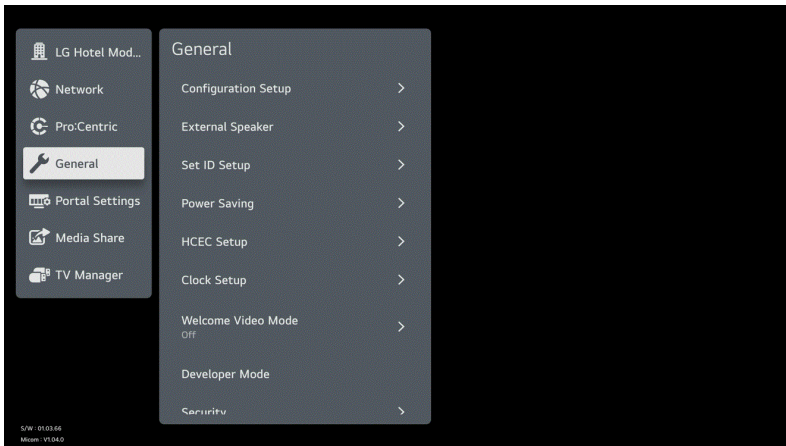 LG Hotel Mod...
Network
Pro:Centric
General
Portal Settings
Media Share
TV Manager
General
Configuration Setup
External Speaker
Set ID Setup
Power Saving
HCEC Setup
Clock Setup
Welcome Video Mode
Off
Developer Mode
Security
S/W : 01.03.66
Micom : V1.04.0